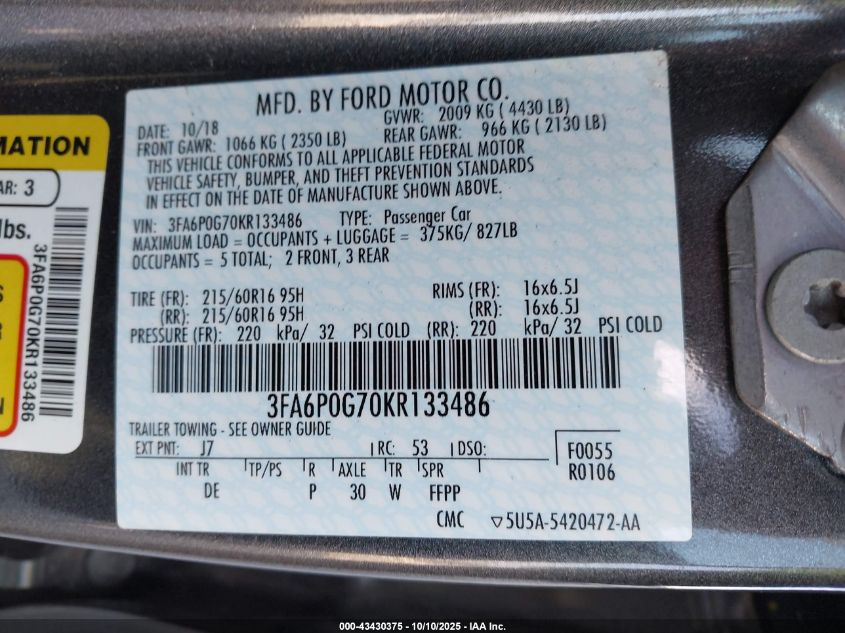 MFD. BY FORD MOTOR CO.
DATE: 10/18 GVWR: 2009 KG ( 4430 LB)
FRONT GAWR: 1066 KG ( 2350 LB) REAR GAWR: 966 KG ( 2130 LB)
THIS VEHICLE CONFORMS TO ALL APPLICABLE FEDERAL MOTOR
VEHICLE SAFETY, BUMPER, AND THEFT PREVENTION STANDARDS
IN EFFECT ON THE DATE OF MANUFACTURE SHOWN ABOVE.
VIN: 3FA6P0G70KR133486 TYPE: Passenger Car
MAXIMUM LOAD = OCCUPANTS + LUGGAGE = 375KG/ 827LB
OCCUPANTS = 5 TOTAL; 2 FRONT, 3 REAR
TIRE (FR): 215/60R16 95H RIMS (FR): 16x6.5J
(RR): 215/60R16 95H (RR): 16x6.5J
PRESSURE (FR): 220 kPa/ 32 PSI COLD (RR): 220 kPa/ 32 PSI COLD
3FA6P0G70KR133486
TRAILER TOWING - SEE OWNER GUIDE
EXT PNT: J7 RC: 53 DSO: F0055
R0106
INT TR TP/PS R AXLE TR SPR
DE P 30 W FFPP
CMC ▽5U5A-5420472-AA
MATION
AR: 3
lbs.
3FA6P0G70KR133486
S
R
N
000-43430375 - 10/10/2025 - IAA Inc.